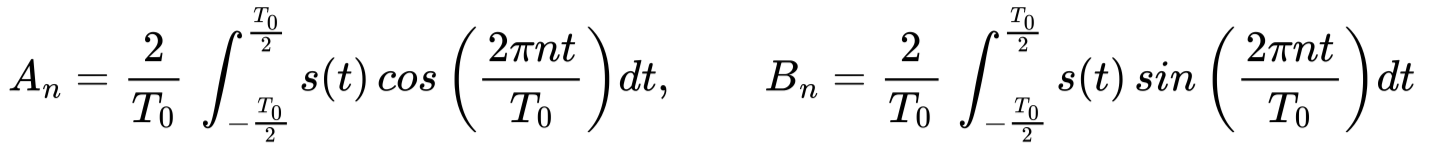 $A_n = \frac{2}{T_0} \int_{-\frac{T_0}{2}}^{\frac{T_0}{2}} s(t) \, cos \left( \frac{2\pi nt}{T_0} \right) dt, \qquad B_n = \frac{2}{T_0} \int_{-\frac{T_0}{2}}^{\frac{T_0}{2}} s(t) \, sin \left( \frac{2\pi nt}{T_0} \right) dt$